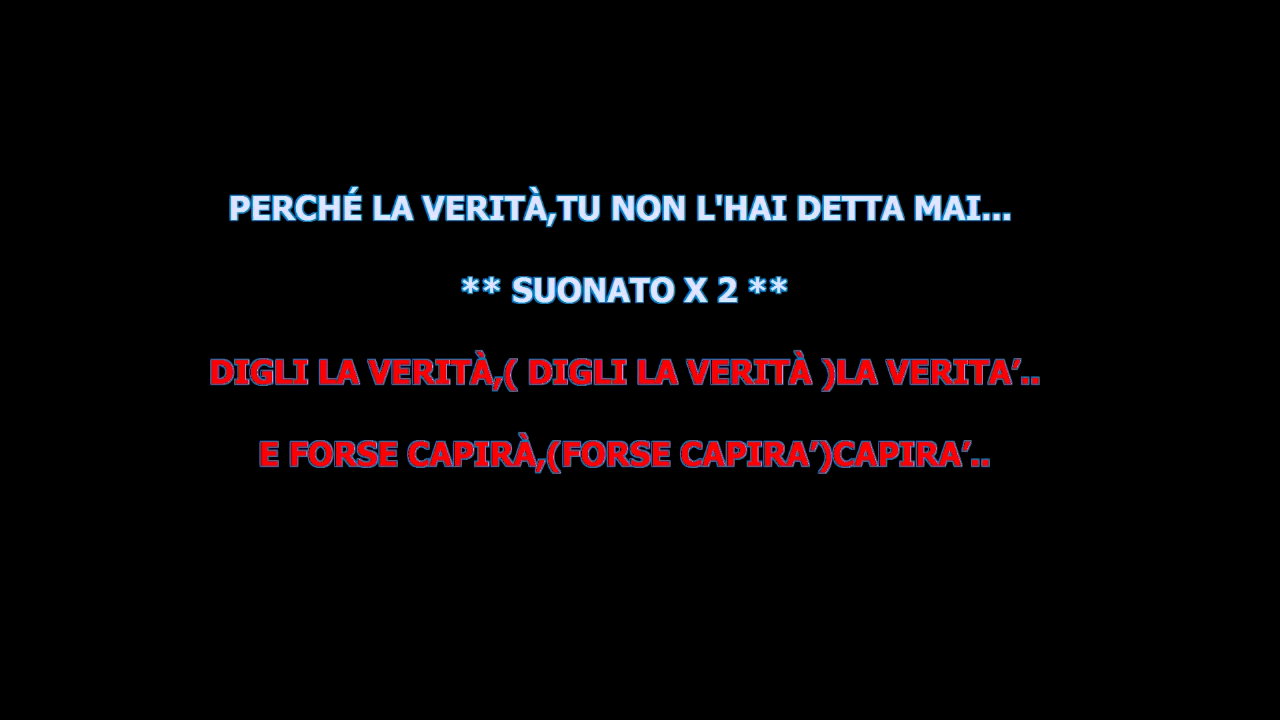 PERCHÉ LA VERITÀ,TU NON L'HAI DETTA MAI...
** SUONATO X 2 **
DIGLI LA VERITÀ,( DIGLI LA VERITÀ )LA VERITA’..
E FORSE CAPIRÀ,(FORSE CAPIRA’)CAPIRA’..